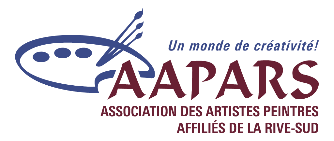 Un monde de créativité!
AAPARS
ASSOCIATION DES ARTISTES PEINTRES
AFFILIÉS DE LA RIVE-SUD